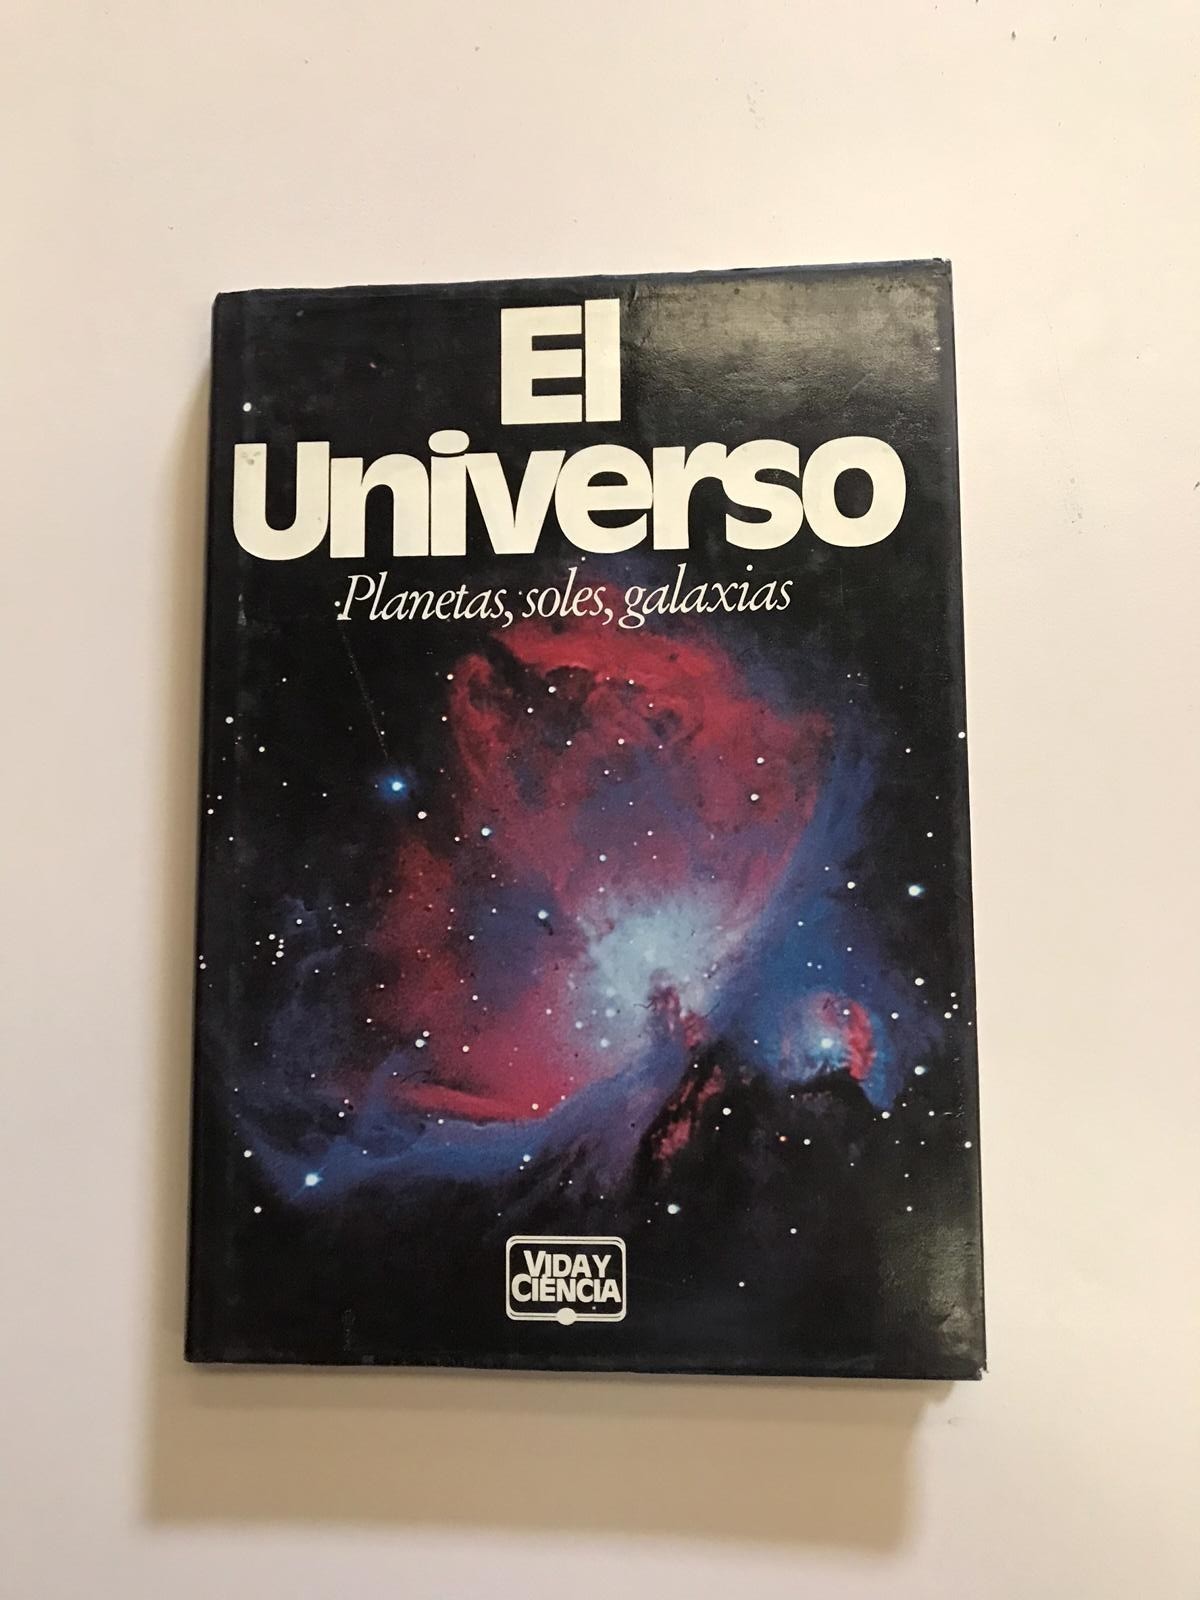 El
Universo
Planetas, soles, galaxias
VIDA Y
CIENCIA